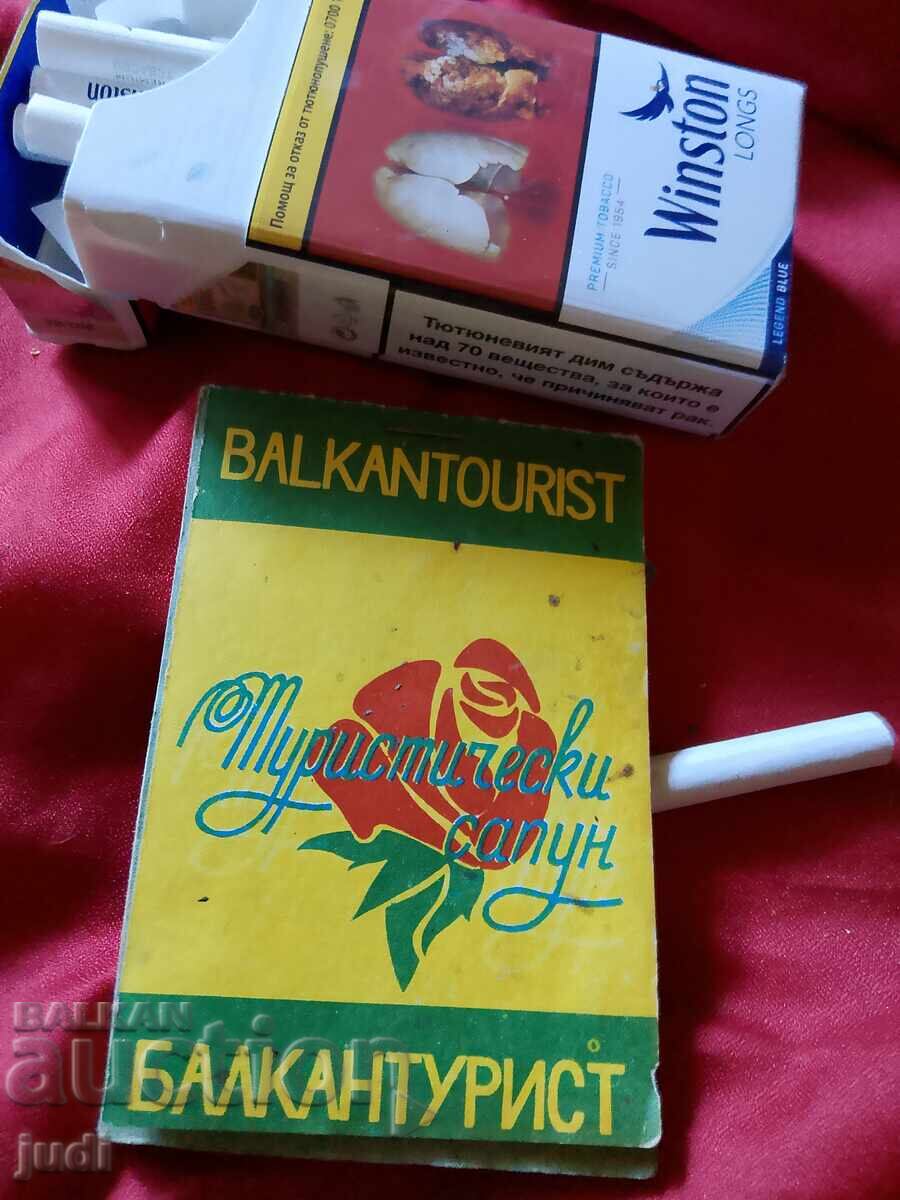 Помощ за отказ от тютюнопушене: 0700
Winston
LONGS
PREMIUM TOBACCO
SINCE 1954
LEGEND BLUE
Тютюневият дим съдържа
над 70 вещества, за които е
известно, че причиняват рак.
BALKANTOURIST
Туристически
сапун
БАЛКАНТУРИСТ
BALKAN
auction
judi